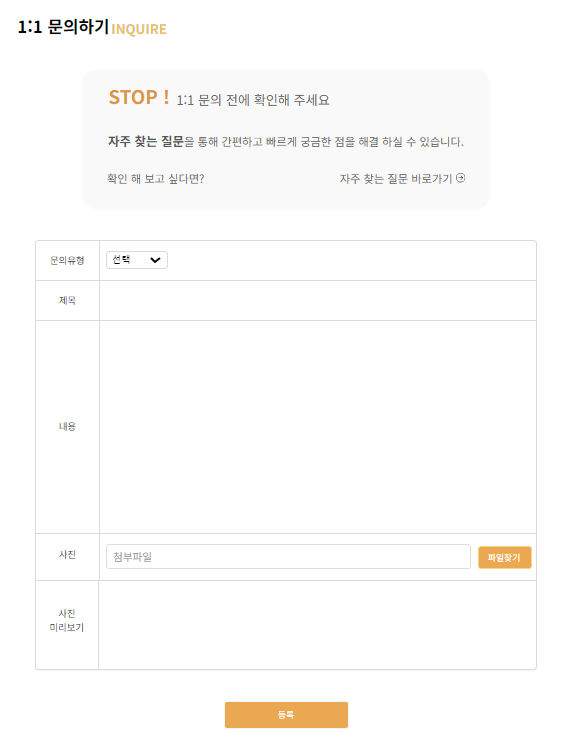 1:1 문의하기 INQUIRE
STOP ! 1:1 문의 전에 확인해 주세요
자주 찾는 질문을 통해 간편하고 빠르게 궁금한 점을 해결 하실 수 있습니다.
확인 해 보고 싶다면? 자주 찾는 질문 바로가기
문의유형 선택
제목
내용
사진 첨부파일 파일찾기
사진
미리보기
등록